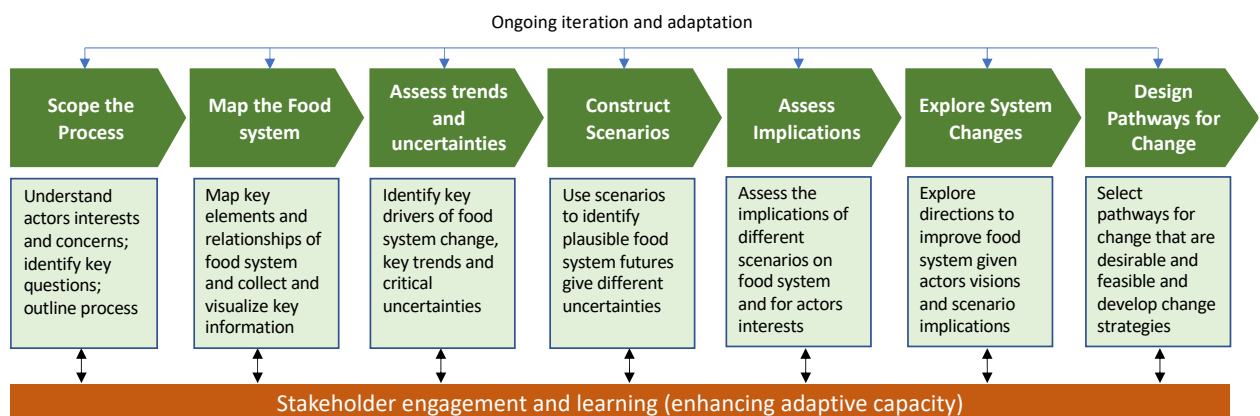 Ongoing iteration and adaptation
Scope the
Process
Map the Food
system
Assess trends
and
uncertainties
Construct
Scenarios
Assess
Implications
Explore System
Changes
Design
Pathways for
Change
Understand
actors interests
and concerns;
identify key
questions;
outline process
Map key
elements and
relationships of
food system
and collect and
visualize key
information
Identify key
drivers of food
system change,
key trends and
critical
uncertainties
Use scenarios
to identify
plausible food
system futures
give different
uncertainties
Assess the
implications of
different
scenarios on
food system
and for actors
interests
Explore
directions to
improve food
system given
actors visions
and scenario
implications
Select
pathways for
change that are
desirable and
feasible and
develop change
strategies
Stakeholder engagement and learning (enhancing adaptive capacity)